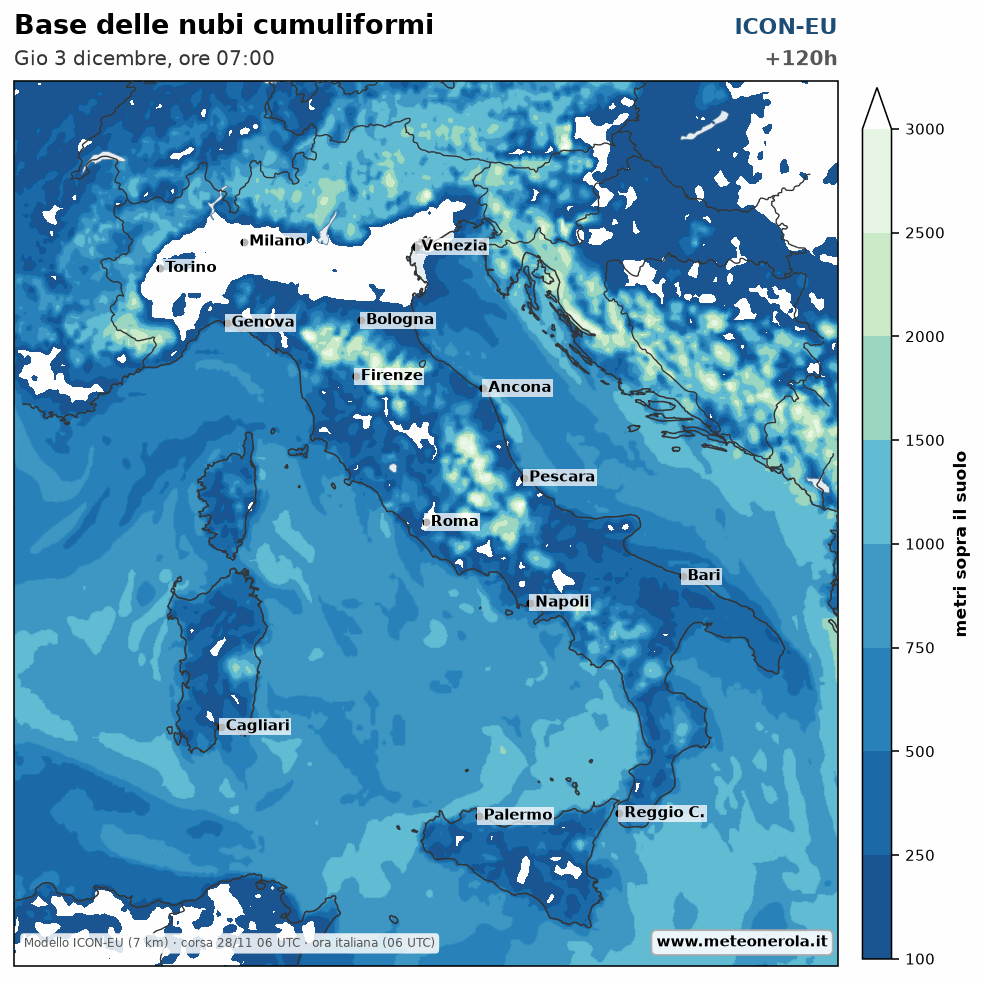 Base delle nubi cumuliformi
ICON-EU
Gio 3 dicembre, ore 07:00
+120h
Milano
Venezia
Torino
Genova
Bologna
Firenze
Ancona
Pescara
Roma
Bari
Napoli
Cagliari
Palermo
Reggio C.
3000
2500
2000
1500
1000
750
500
250
100
metri sopra il suolo
Modello ICON-EU (7 km) · corsa 28/11 06 UTC · ora italiana (06 UTC)
www.meteonerola.it